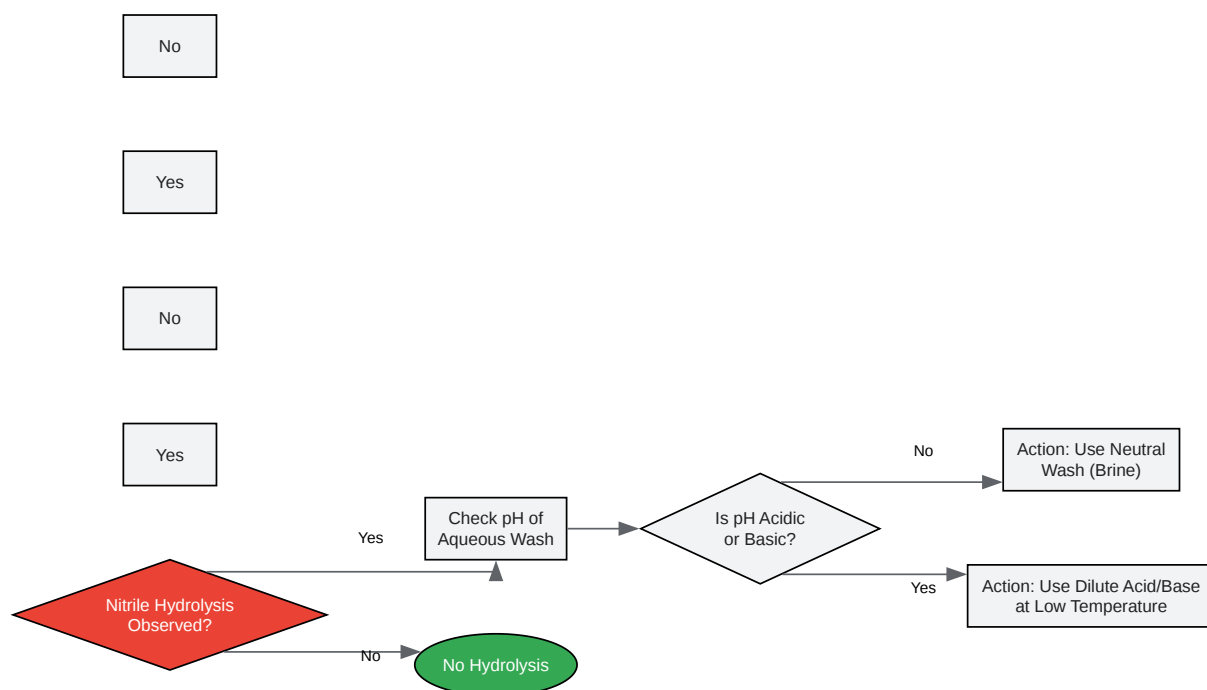 No
Yes
No
Yes
Nitrile Hydrolysis
Observed?
Yes
No
Check pH of
Aqueous Wash
No Hydrolysis
Is pH Acidic
or Basic?
No
Yes
Action: Use Neutral
Wash (Brine)
Action: Use Dilute Acid/Base
at Low Temperature